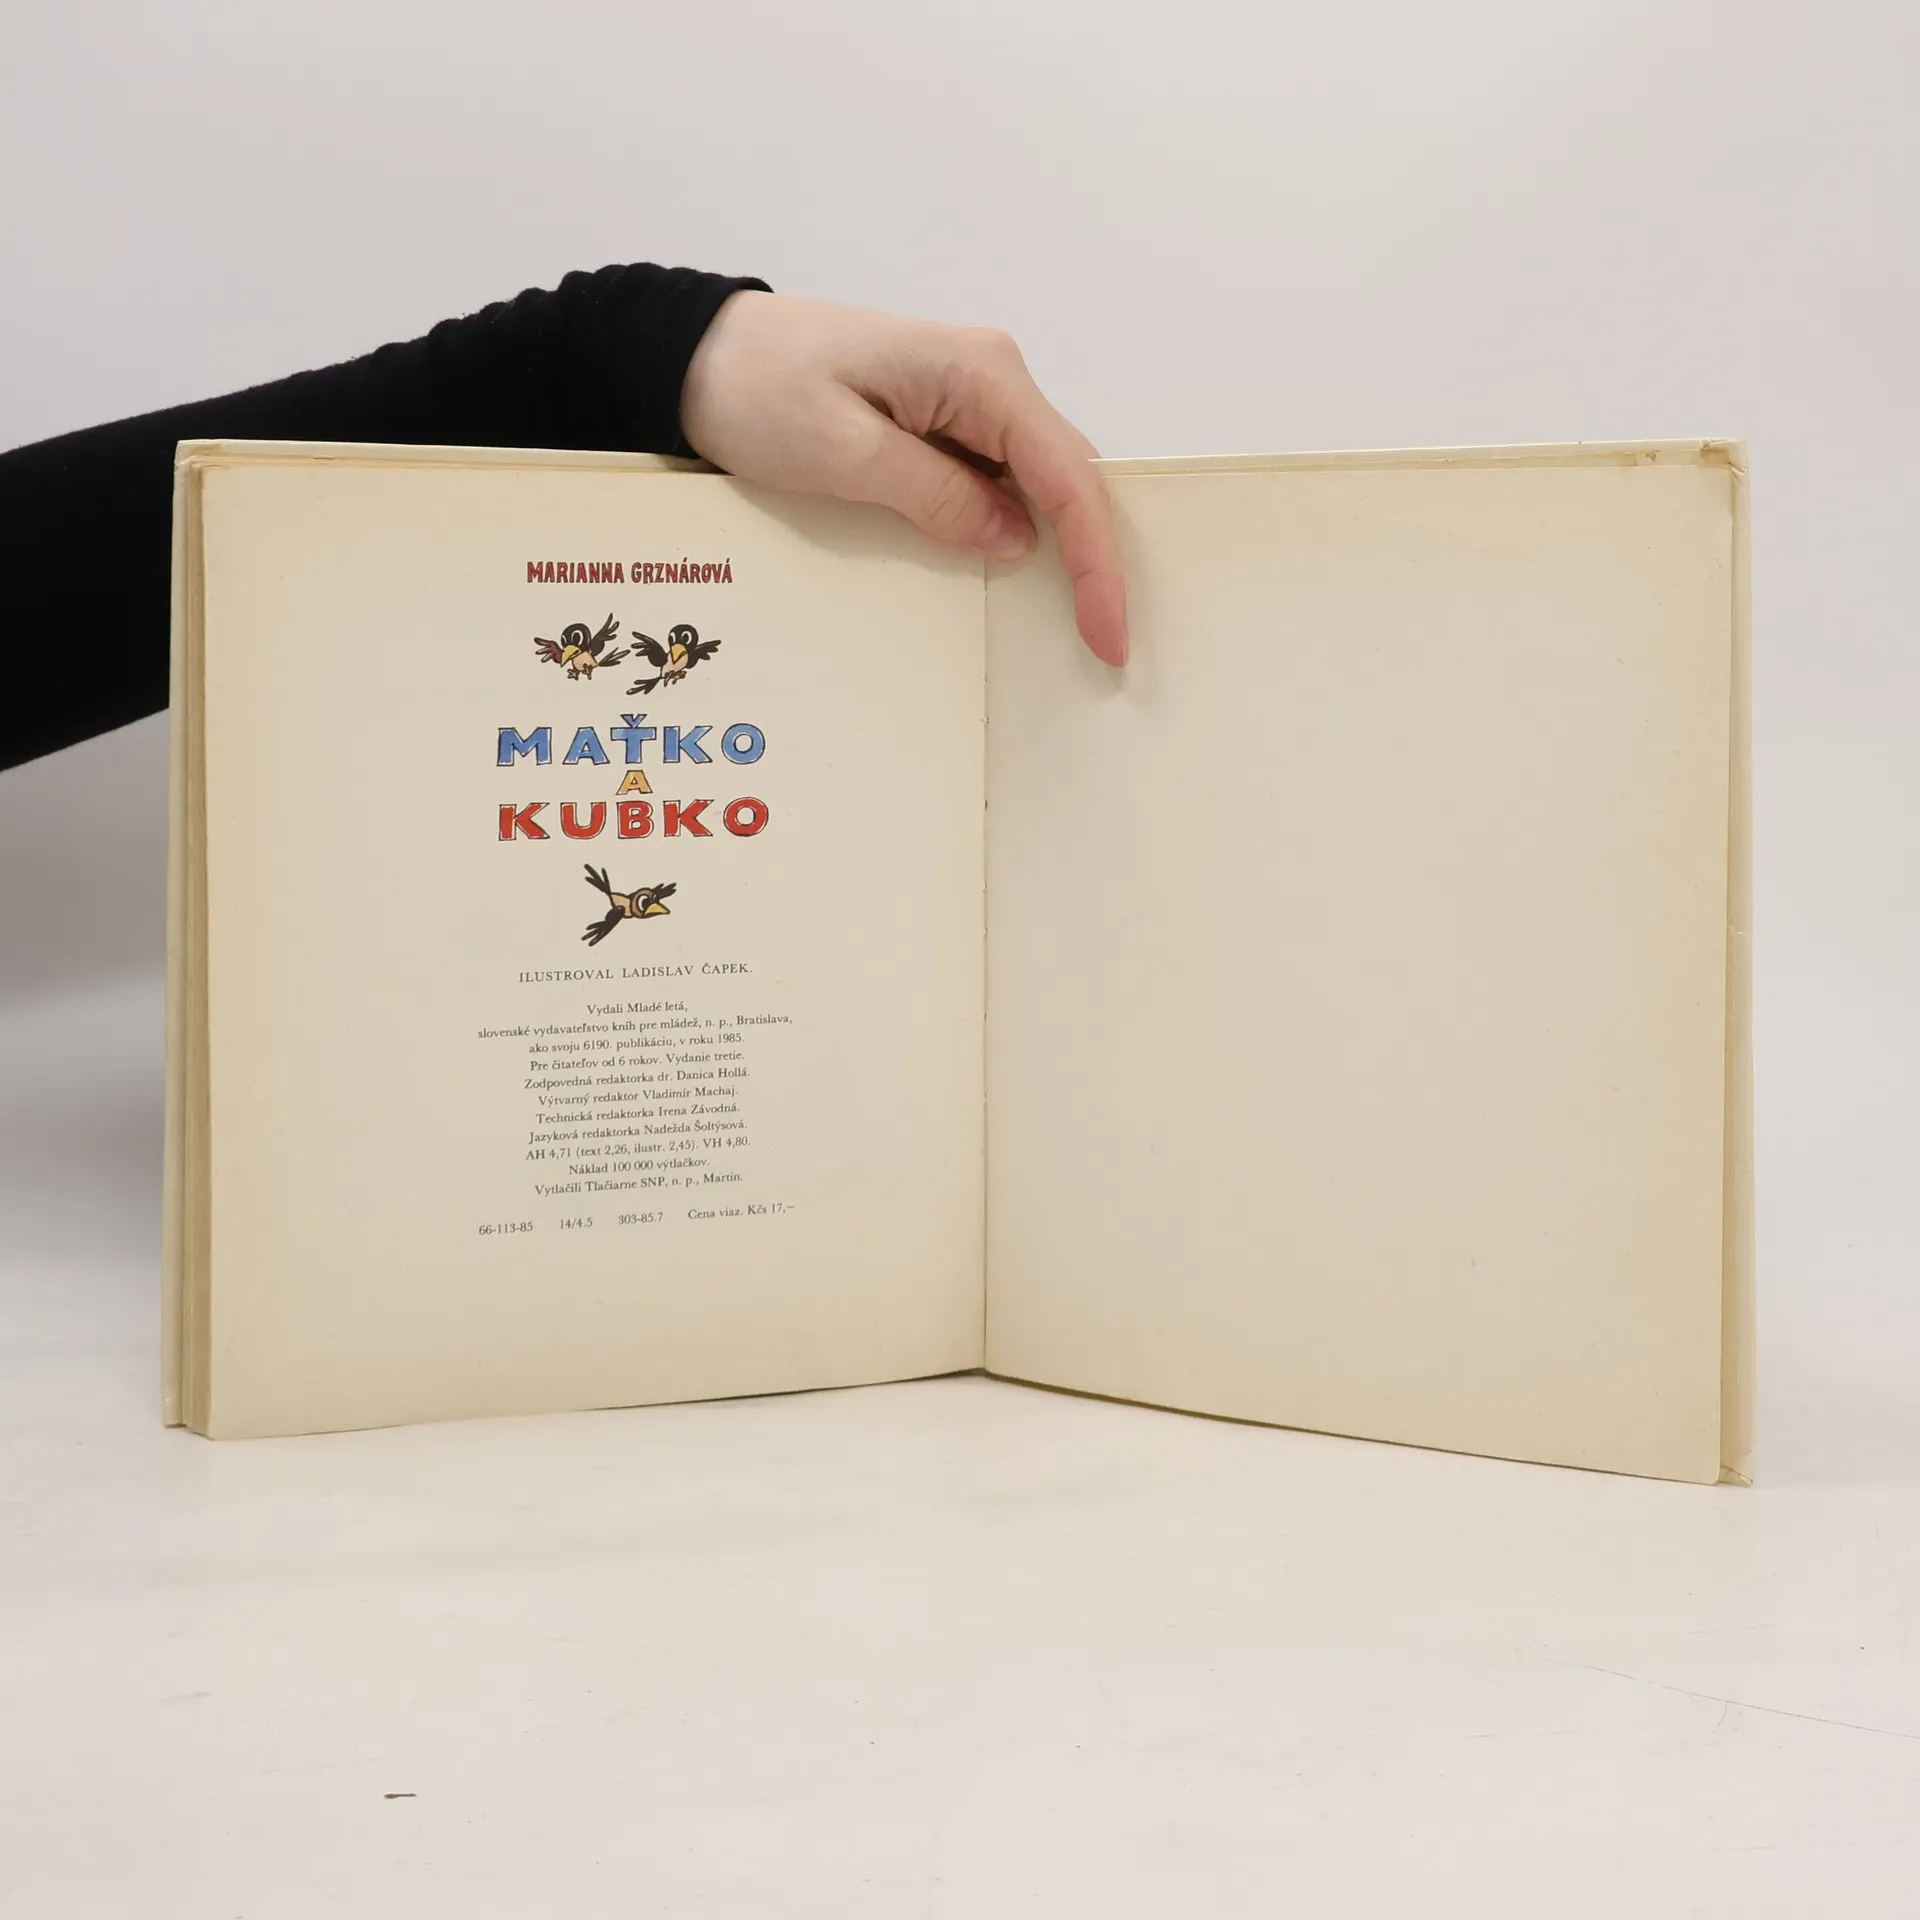 MARIANNA GRZNÁROVÁ
MAŤKO
A
KUBKO
ILUSTROVAL LADISLAV ČAPEK.
Vydali Mladé letá,
slovenské vydavateľstvo kníh pre mládež, n. p., Bratislava,
ako svoju 6190. publikáciu, v roku 1985.
Pre čitateľov od 6 rokov. Vydanie tretie.
Zodpovedná redaktorka dr. Danica Hollá.
Výtvarný redaktor Vladimír Machaj.
Technická redaktorka Irena Závodná.
Jazyková redaktorka Nadežda Šoltýsová.
AH 4,71 (text 2,26, ilustr. 2,45). VH 4,80.
Náklad 100 000 výtlačkov.
Vytlačili Tlačiarne SNP, n. p., Martin.
66-113-85 14/4.5 303-85.7 Cena viaz. Kčs 17,—